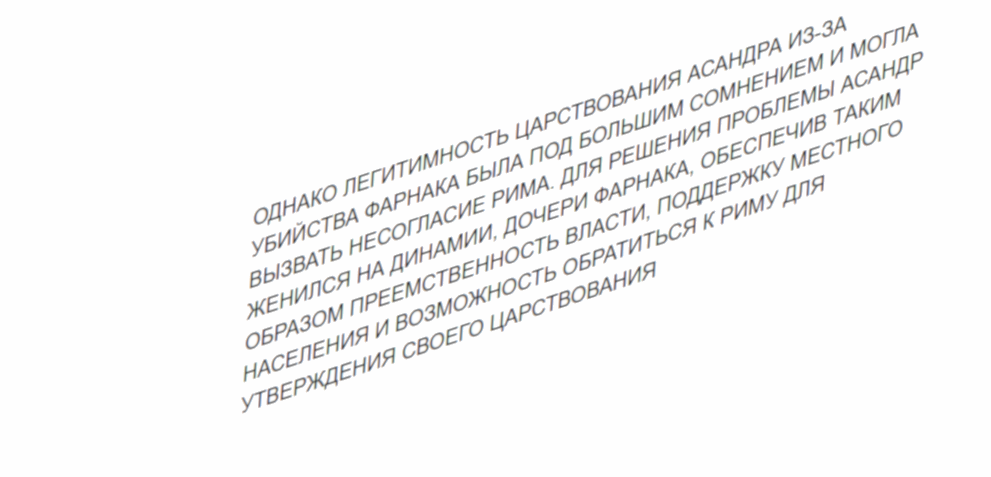 ОДНАКО ЛЕГИТИМНОСТЬ ЦАРСТВОВАНИЯ АСАНДРА ИЗ-ЗА
УБИЙСТВА ФАРНАКА БЫЛА ПОД БОЛЬШИМ СОМНЕНИЕМ И МОГЛА
ВЫЗВАТЬ НЕСОГЛАСИЕ РИМА. ДЛЯ РЕШЕНИЯ ПРОБЛЕМЫ АСАНДР
ЖЕНИЛСЯ НА ДИНАМИИ, ДОЧЕРИ ФАРНАКА, ОБЕСПЕЧИВ ТАКИМ
ОБРАЗОМ ПРЕЕМСТВЕННОСТЬ ВЛАСТИ, ПОДДЕРЖКУ МЕСТНОГО
НАСЕЛЕНИЯ И ВОЗМОЖНОСТЬ ОБРАТИТЬСЯ К РИМУ ДЛЯ
УТВЕРЖДЕНИЯ СВОЕГО ЦАРСТВОВАНИЯ